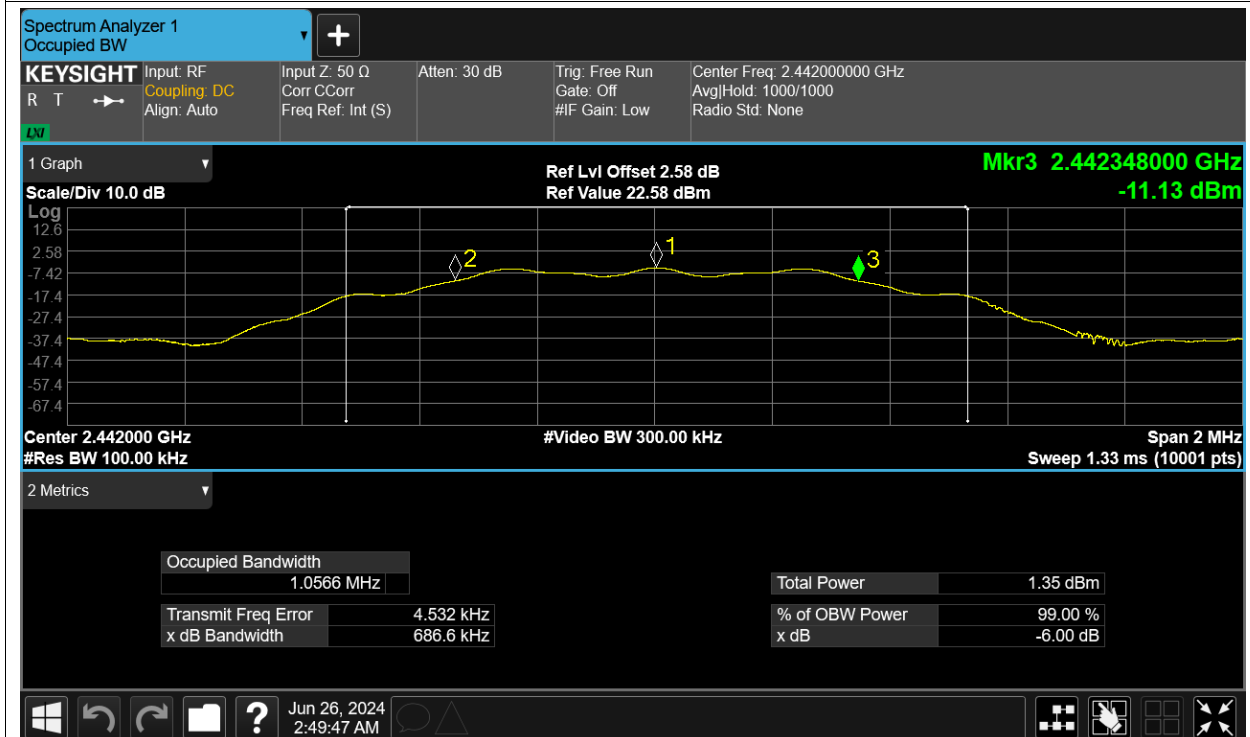 Spectrum Analyzer 1
Occupied BW
KEYSIGHT
R T
LXI
Input: RF
Coupling: DC
Align: Auto
Input Z: 50 Ω
Corr CCorr
Freq Ref: Int (S)
Atten: 30 dB
Trig: Free Run
Gate: Off
#IF Gain: Low
Center Freq: 2.442000000 GHz
Avg|Hold: 1000/1000
Radio Std: None
1 Graph
Scale/Div 10.0 dB
Ref Lvl Offset 2.58 dB
Ref Value 22.58 dBm
Mkr3 2.442348000 GHz
-11.13 dBm
Log
12.6
2.58
-7.42
-17.4
-27.4
-37.4
-47.4
-57.4
-67.4
2
1
3
Center 2.442000 GHz
#Res BW 100.00 kHz
#Video BW 300.00 kHz
Span 2 MHz
Sweep 1.33 ms (10001 pts)
2 Metrics
Occupied Bandwidth
1.0566 MHz
Transmit Freq Error 4.532 kHz
x dB Bandwidth 686.6 kHz
Total Power 1.35 dBm
% of OBW Power 99.00 %
x dB -6.00 dB
?
Jun 26, 2024
2:49:47 AM